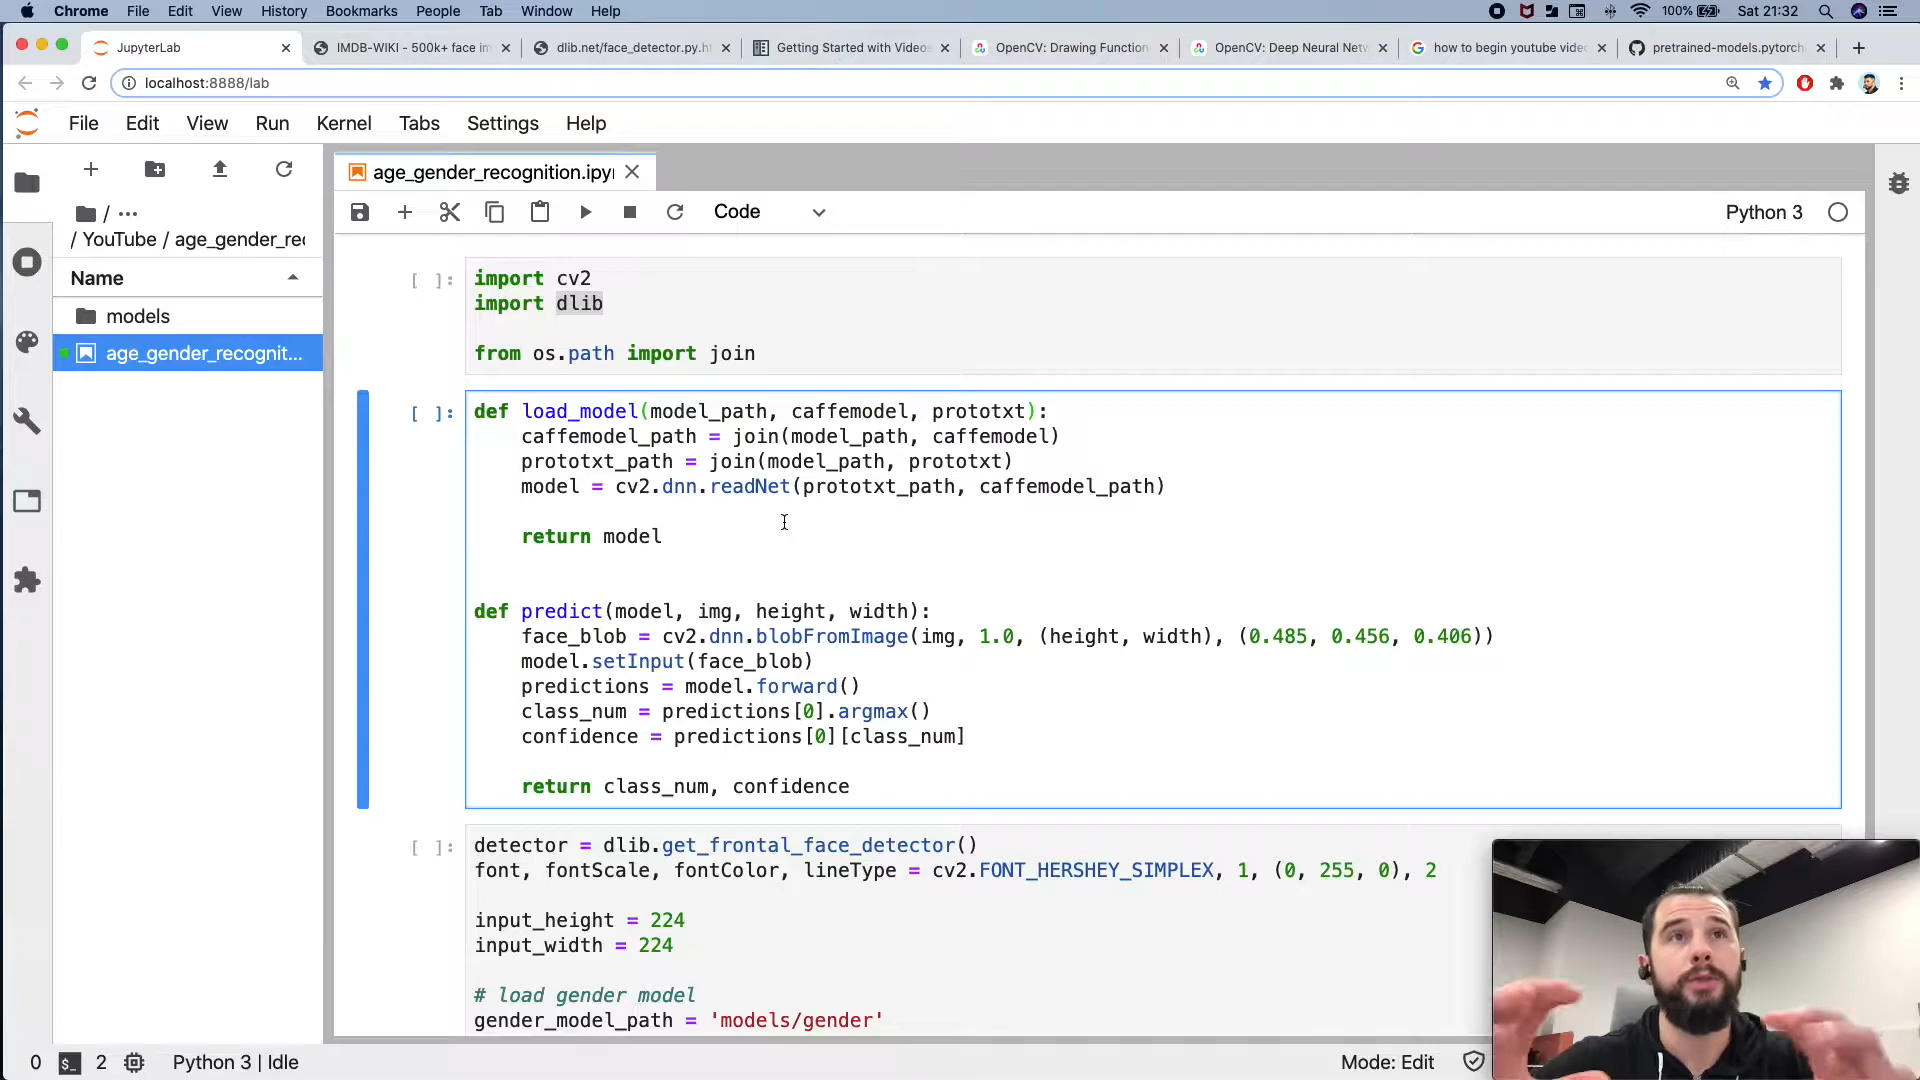 Chrome File Edit View History Bookmarks People Tab Window Help 100% Sat 21:32
JupyterLab IMDB-WIKI - 500k+ face im dlib.net/face_detector.py.h Getting Started with Videos OpenCV: Drawing Function OpenCV: Deep Neural Netw how to begin youtube vide pretrained-models.pytorch
localhost:8888/lab
File Edit View Run Kernel Tabs Settings Help
age_gender_recognition.ipyn
/ ···
/ YouTube / age_gender_rec
Code
Python 3
Name
models
age_gender_recognit...
[ ]:
import cv2
import dlib
from os.path import join
[ ]:
def load_model(model_path, caffemodel, prototxt):
caffemodel_path = join(model_path, caffemodel)
prototxt_path = join(model_path, prototxt)
model = cv2.dnn.readNet(prototxt_path, caffemodel_path)
return model
def predict(model, img, height, width):
face_blob = cv2.dnn.blobFromImage(img, 1.0, (height, width), (0.485, 0.456, 0.406))
model.setInput(face_blob)
predictions = model.forward()
class_num = predictions[0].argmax()
confidence = predictions[0][class_num]
return class_num, confidence
[ ]:
detector = dlib.get_frontal_face_detector()
font, fontScale, fontColor, lineType = cv2.FONT_HERSHEY_SIMPLEX, 1, (0, 255, 0), 2
input_height = 224
input_width = 224
# load gender model
gender_model_path = 'models/gender'
0 $_ 2 Python 3 | Idle
Mode: Edit